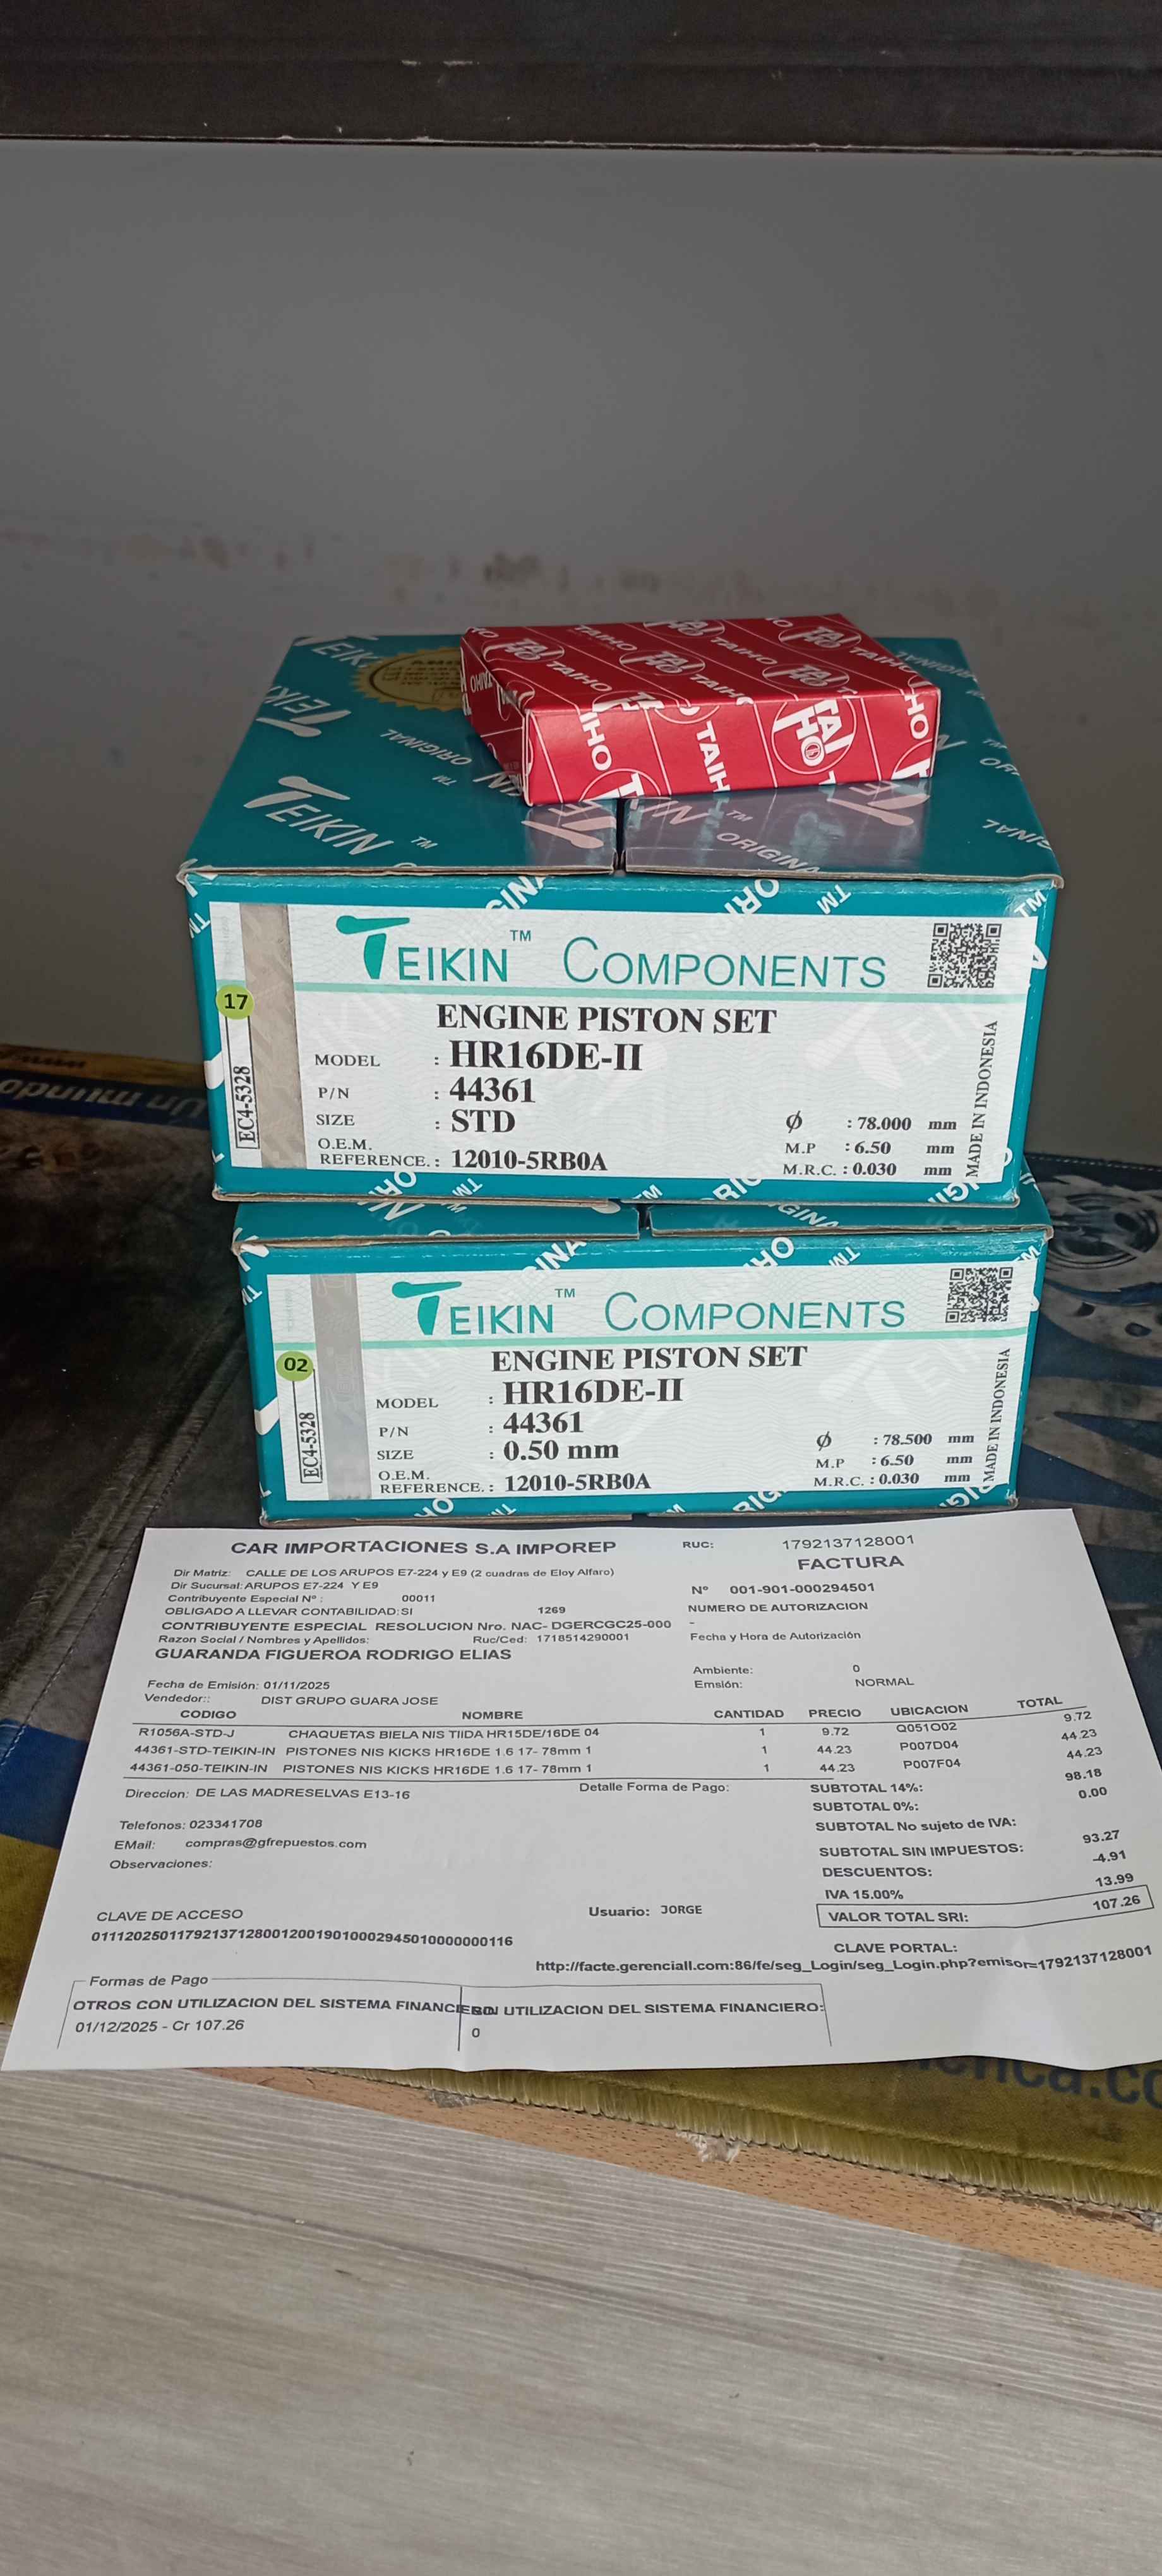 TAIHO TAIHO TAIHO TAIHO
TAIHO
TEIKIN
ORIGINAL
TEIKIN™ ORIGINAL
TEIKIN™ COMPONENTS
ENGINE PISTON SET
17
MODEL : HR16DE-II
P/N : 44361
SIZE : STD
O.E.M.
REFERENCE. : 12010-5RB0A
ϕ : 78.000 mm
M.P : 6.50 mm
M.R.C. : 0.030 mm
EC4-5328
MADE IN INDONESIA
TEIKIN™ COMPONENTS
ENGINE PISTON SET
02
MODEL : HR16DE-II
P/N : 44361
SIZE : 0.50 mm
O.E.M.
REFERENCE. : 12010-5RB0A
ϕ : 78.500 mm
M.P : 6.50 mm
M.R.C. : 0.030 mm
EC4-5328
MADE IN INDONESIA
Un mundo
CAR IMPORTACIONES S.A IMPOREP RUC: 1792137128001
FACTURA
Dir Matriz: CALLE DE LOS ARUPOS E7-224 y E9 (2 cuadras de Eloy Alfaro)
Dir Sucursal: ARUPOS E7-224 Y E9 Nº 001-901-000294501
Contribuyente Especial Nº : 00011
OBLIGADO A LLEVAR CONTABILIDAD:SI 1269 NUMERO DE AUTORIZACION
CONTRIBUYENTE ESPECIAL RESOLUCION Nro. NAC- DGERCGC25-000 -
Razon Social / Nombres y Apellidos: Ruc/Ced: 1718514290001 Fecha y Hora de Autorización
GUARANDA FIGUEROA RODRIGO ELIAS
Ambiente: 0
Fecha de Emisión: 01/11/2025 Emsión: NORMAL
Vendedor:: DIST GRUPO GUARA JOSE
CODIGO NOMBRE CANTIDAD PRECIO UBICACION TOTAL
R1056A-STD-J CHAQUETAS BIELA NIS TIIDA HR15DE/16DE 04 1 9.72 Q051O02 9.72
44361-STD-TEIKIN-IN PISTONES NIS KICKS HR16DE 1.6 17- 78mm 1 1 44.23 P007D04 44.23
44361-050-TEIKIN-IN PISTONES NIS KICKS HR16DE 1.6 17- 78mm 1 1 44.23 P007F04 44.23
Direccion: DE LAS MADRESELVAS E13-16 Detalle Forma de Pago: SUBTOTAL 14%: 98.18
SUBTOTAL 0%: 0.00
Telefonos: 023341708 SUBTOTAL No sujeto de IVA:
EMail: compras@gfrepuestos.com SUBTOTAL SIN IMPUESTOS: 93.27
Observaciones: DESCUENTOS: -4.91
IVA 15.00% 13.99
CLAVE DE ACCESO Usuario: JORGE VALOR TOTAL SRI: 107.26
0111202501179213712800120019010002945010000000116
CLAVE PORTAL:
http://facte.gerenciall.com:86/fe/seg_Login/seg_Login.php?emisor=1792137128001
Formas de Pago
OTROS CON UTILIZACION DEL SISTEMA FINANCIERO: UTILIZACION DEL SISTEMA FINANCIERO:
01/12/2025 - Cr 107.26 0